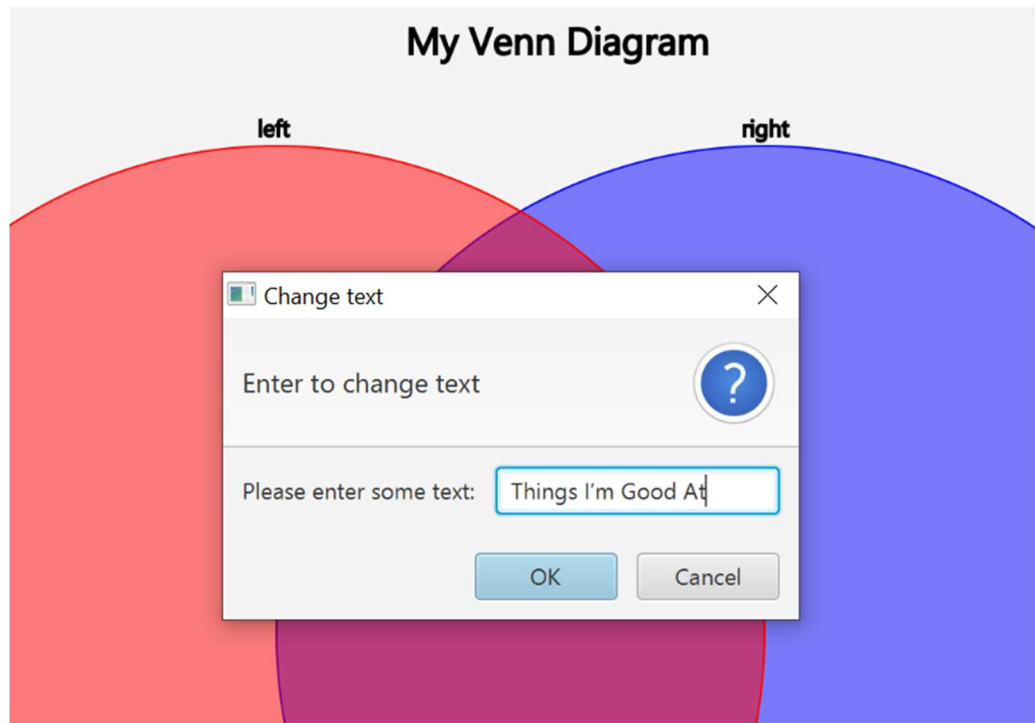 My Venn Diagram
left right
Change text
Enter to change text
?
Please enter some text: Things I’m Good At
OK Cancel